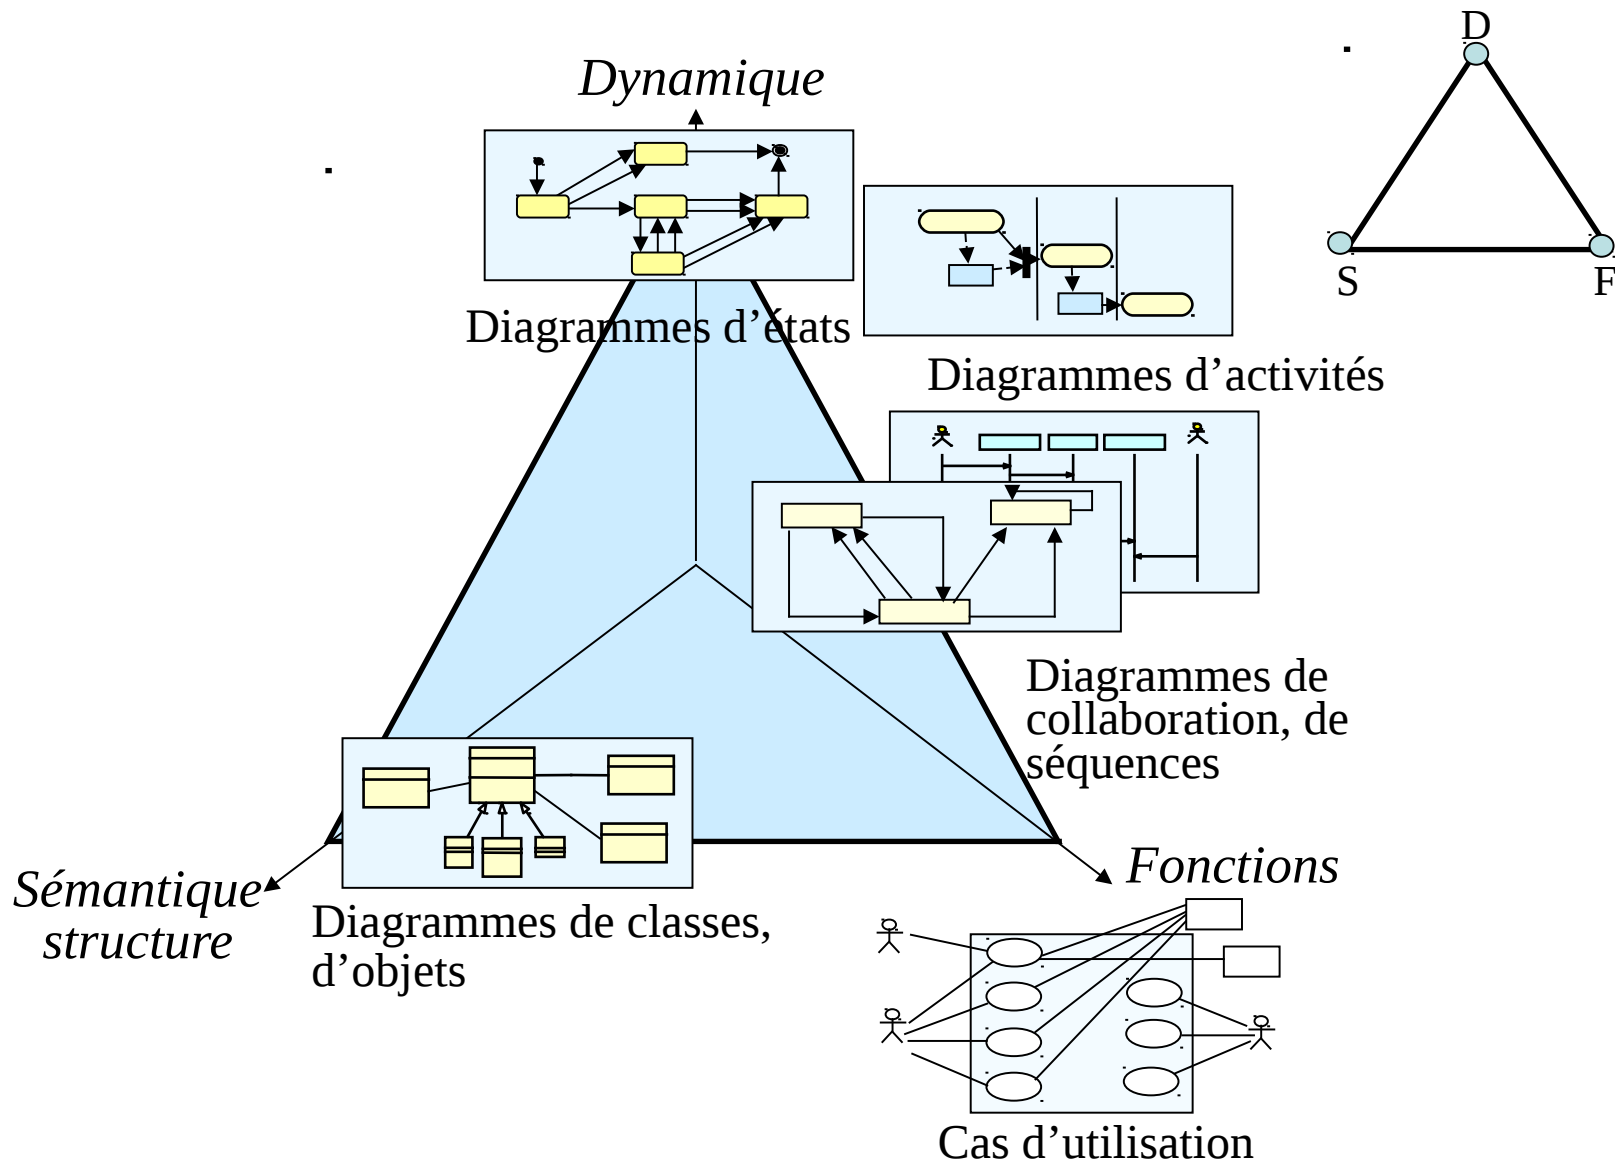 D
Dynamique
S
F
Diagrammes d’états
Diagrammes d’activités
Diagrammes de
collaboration, de
séquences
Fonctions
Sémantique
structure
Diagrammes de classes,
d’objets
Cas d’utilisation